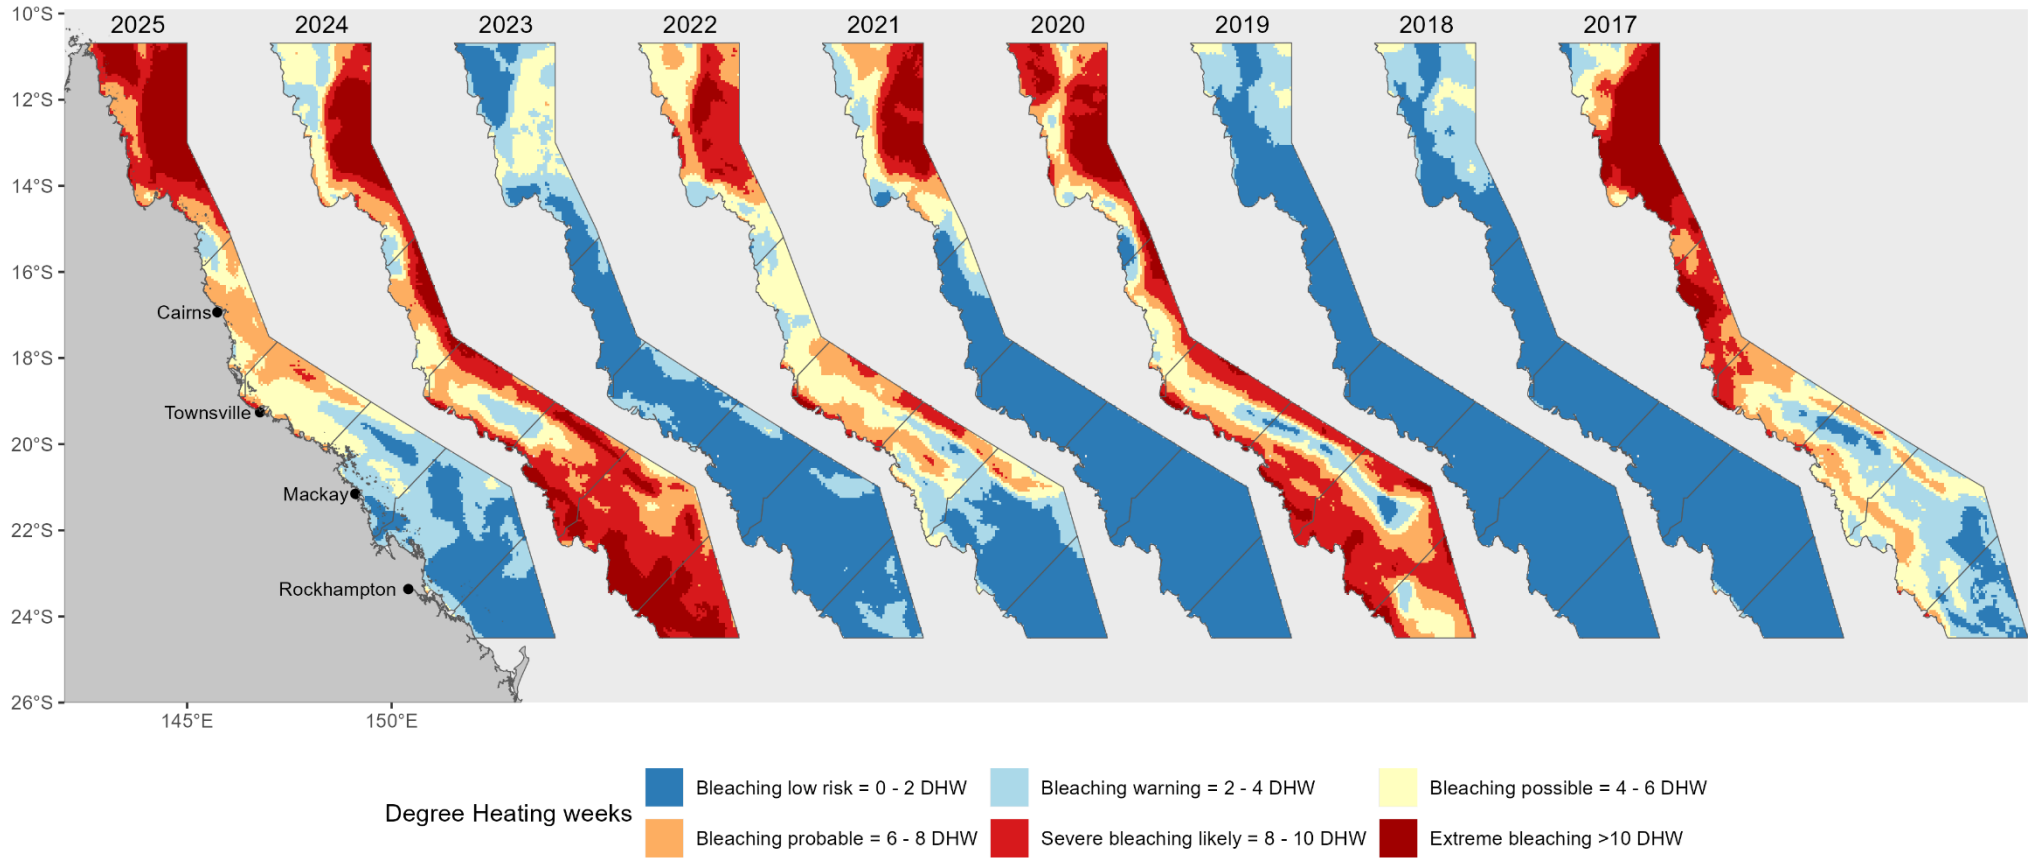 10°S
2025 2024 2023 2022 2021 2020 2019 2018 2017
12°S
14°S
16°S
Cairns
18°S
Townsville
20°S
Mackay
22°S
Rockhampton
24°S
26°S
145°E 150°E
Degree Heating weeks
Bleaching low risk = 0 - 2 DHW
Bleaching warning = 2 - 4 DHW
Bleaching possible = 4 - 6 DHW
Bleaching probable = 6 - 8 DHW
Severe bleaching likely = 8 - 10 DHW
Extreme bleaching >10 DHW